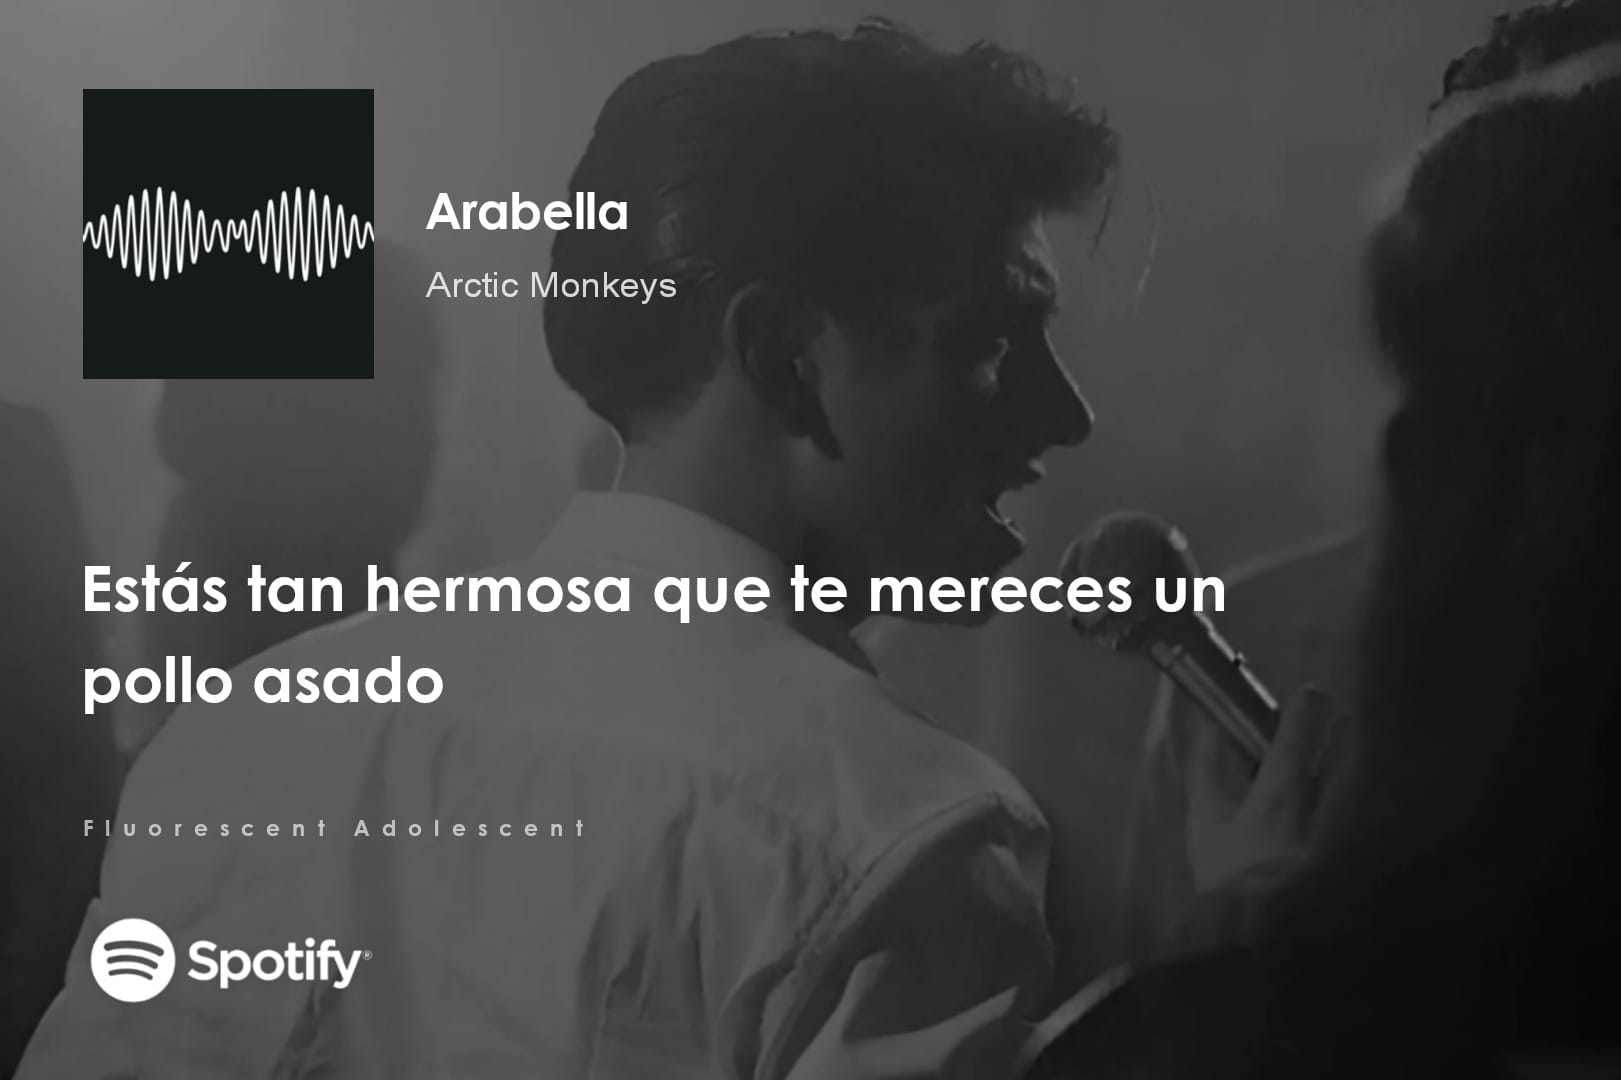 Arabella
Arctic Monkeys
Estás tan hermosa que te mereces un
pollo asado
Fluorescent Adolescent
Spotify®